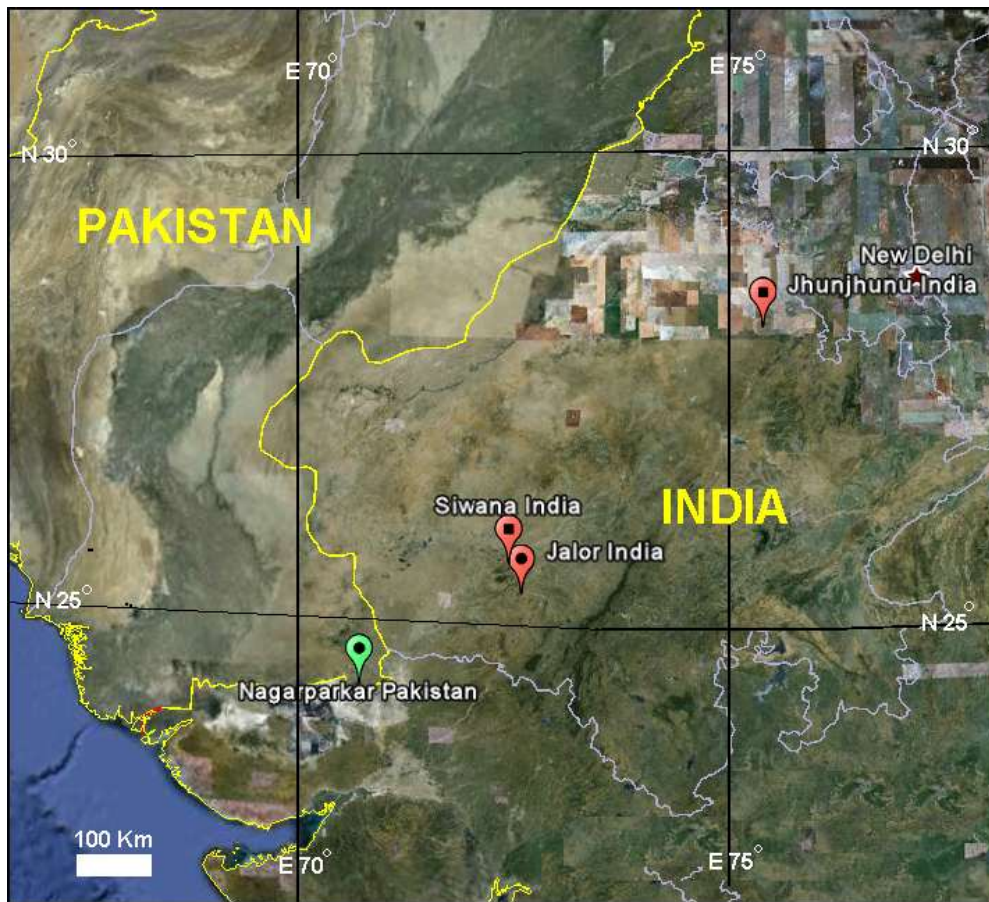 E 70°
E 75°
N 30°
N 30°
PAKISTAN
New Delhi
Jhunjhunu India
Siwana India
INDIA
Jalor India
N 25°
N 25°
Nagarparkar Pakistan
100 Km
E 70°
E 75°